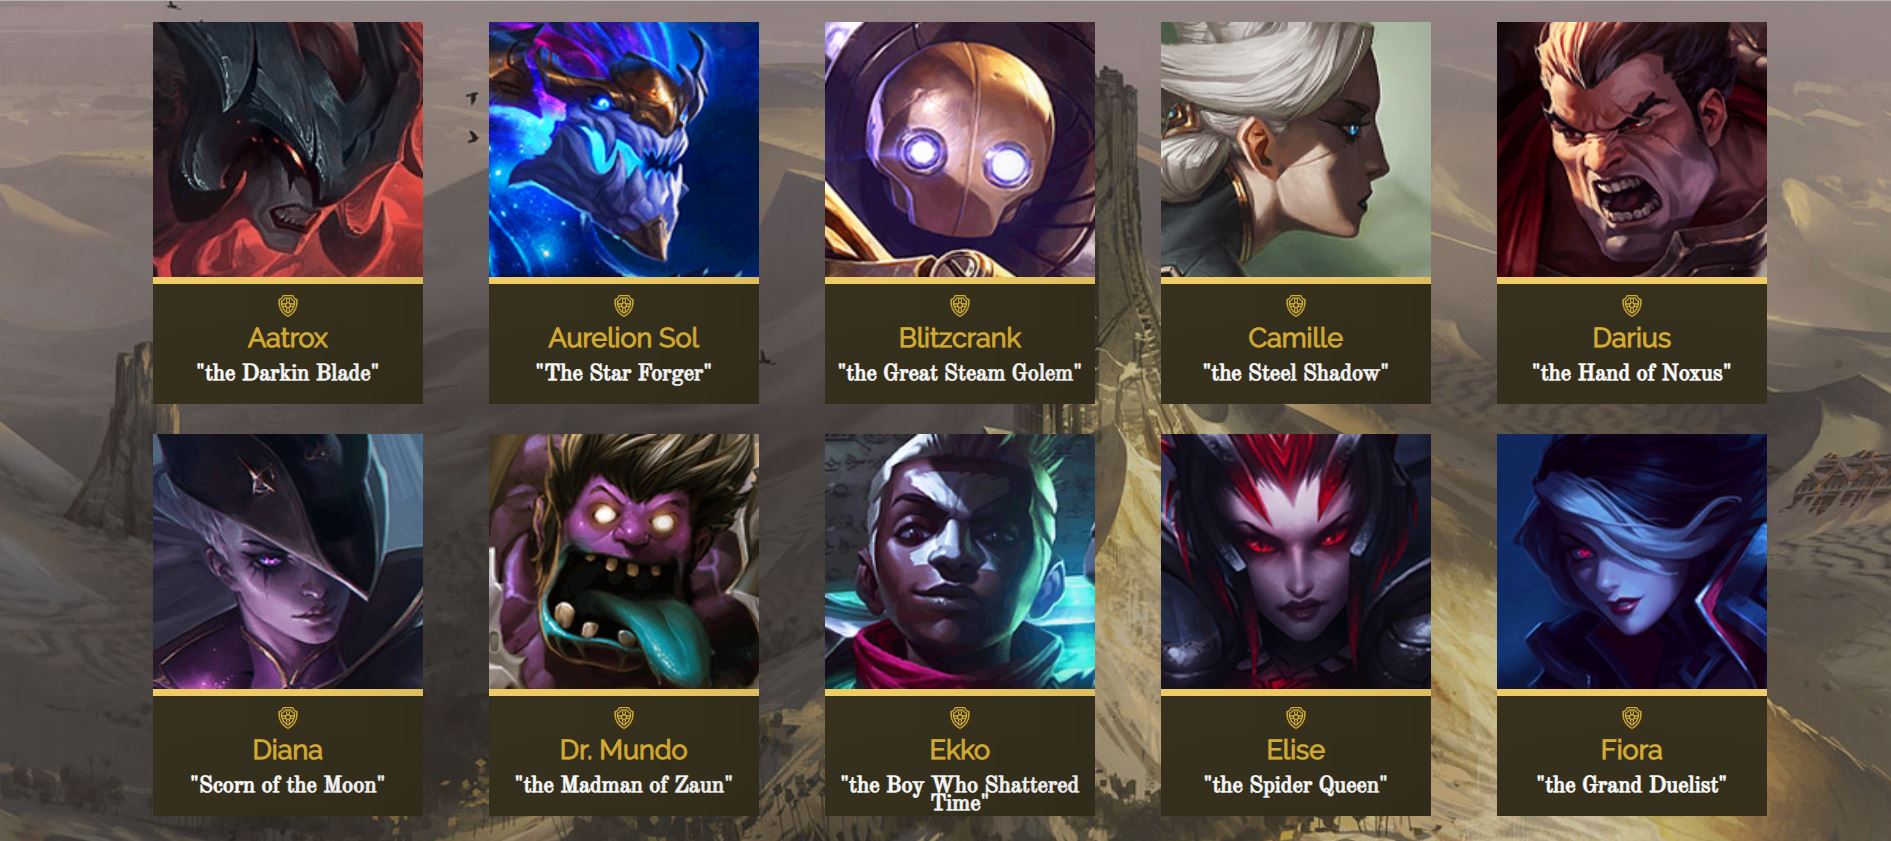 Aatrox
"the Darkin Blade"
Aurelion Sol
"The Star Forger"
Blitzcrank
"the Great Steam Golem"
Camille
"the Steel Shadow"
Darius
"the Hand of Noxus"
Diana
"Scorn of the Moon"
Dr. Mundo
"the Madman of Zaun"
Ekko
"the Boy Who Shattered
Time"
Elise
"the Spider Queen"
Fiora
"the Grand Duelist"